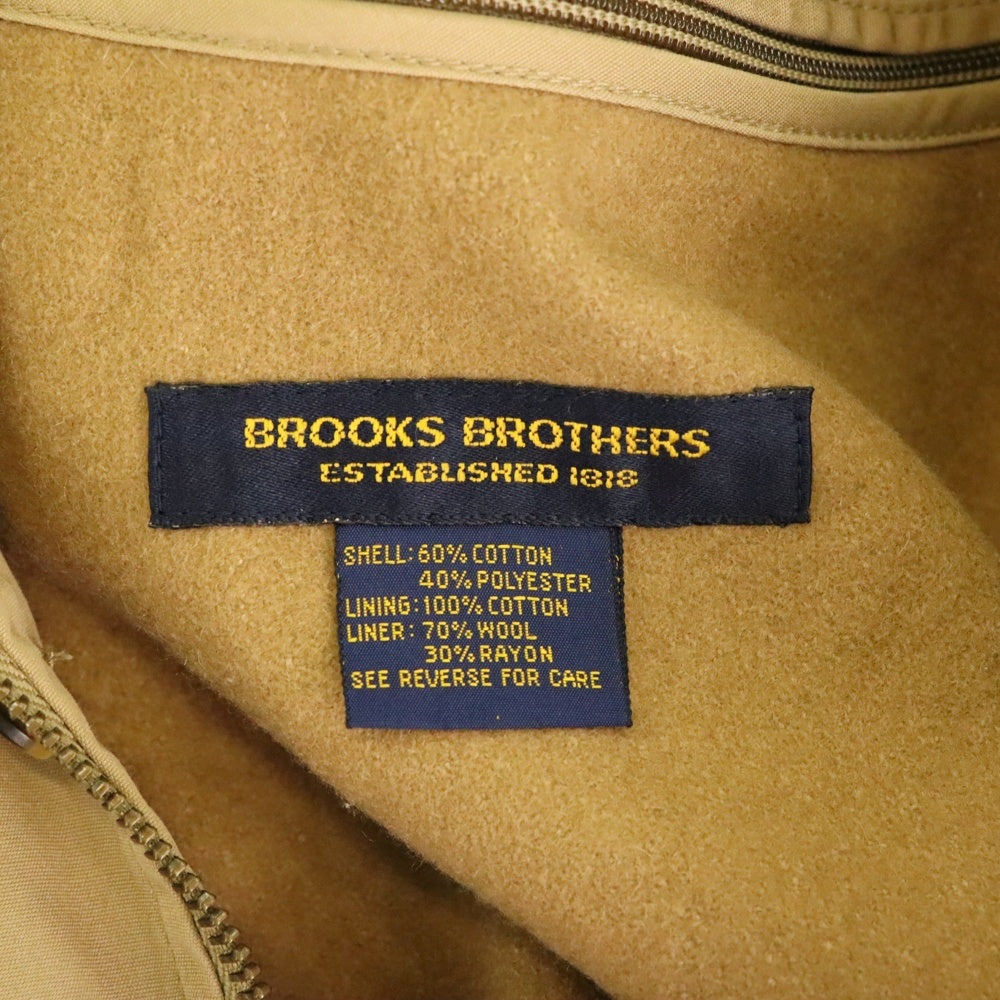 BROOKS BROTHERS
ESTABLISHED 1818
SHELL: 60% COTTON
40% POLYESTER
LINING: 100% COTTON
LINER: 70% WOOL
30% RAYON
SEE REVERSE FOR CARE